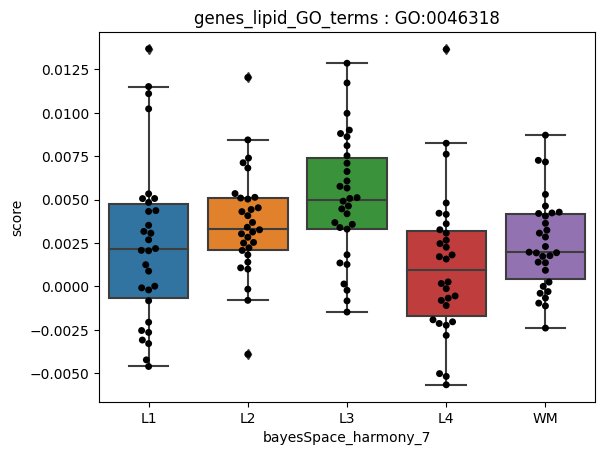 genes_lipid_GO_terms : GO:0046318
score
0.0125
0.0100
0.0075
0.0050
0.0025
0.0000
−0.0025
−0.0050
L1 L2 L3 L4 WM
bayesSpace_harmony_7